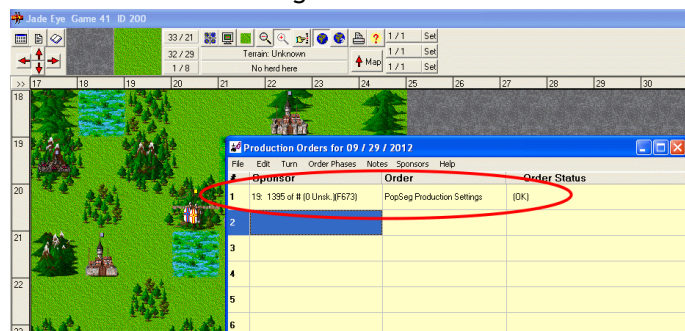 Jade Eye Game 41 ID 200
33 / 21
1 / 1 Set
32 / 29
Terrain: Unknown
1 / 1 Set
1 / 8
No herd here
Map
1 / 1 Set
>> 17 18 19 20 21 22 23 24 25 26 27 28 29 30
18
19
Production Orders for 09 / 29 / 2012
File Edit Turn Order Phases Notes Sponsors Help
# Sponsor Order Order Status
20
1 19: 1395 of # (0 Unsk.)(F673) PopSeg Production Settings (OK)
2
21
3
4
22
5
6